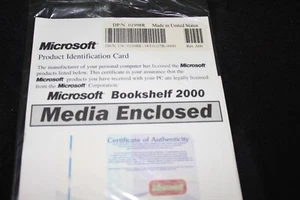 Made in United States
Microsoft
Product Identification Card
The manufacturer of your personal computer has licensed the Microsoft
products listed below. This certificate is your assurance that the
Microsoft products you have received with your PC are legally licensed
from the Microsoft Corporation.
Microsoft Bookshelf 2000
Media Enclosed
Certificate of Authenticity
Microsoft